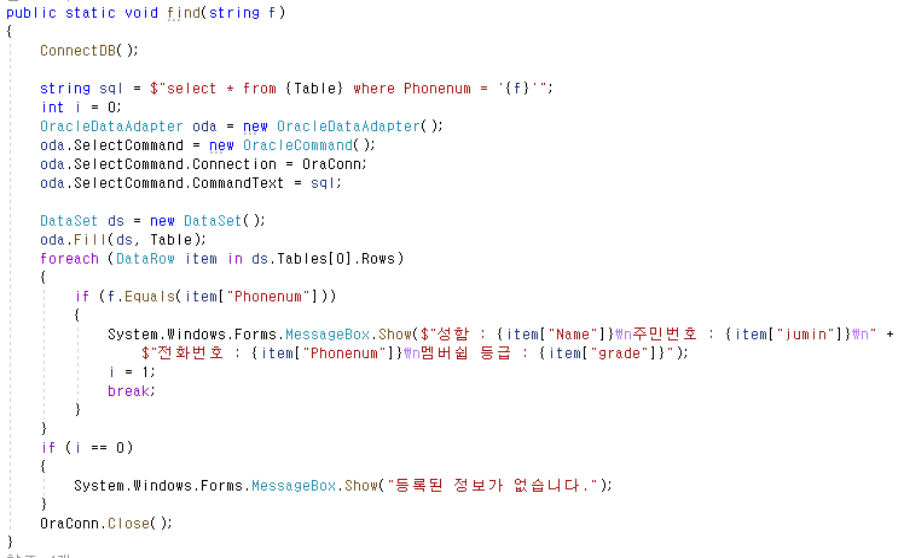 public static void find(string f)
{
    ConnectDB();

    string sql = $"select * from {Table} where Phonenum = '{f}'";
    int i = 0;
    OracleDataAdapter oda = new OracleDataAdapter();
    oda.SelectCommand = new OracleCommand();
    oda.SelectCommand.Connection = OraConn;
    oda.SelectCommand.CommandText = sql;

    DataSet ds = new DataSet();
    oda.Fill(ds, Table);
    foreach (DataRow item in ds.Tables[0].Rows)
    {
        if (f.Equals(item["Phonenum"]))
        {
            System.Windows.Forms.MessageBox.Show($"성함 : {item["Name"]}₩n주민번호 : {item["jumin"]}₩n" +
                $"전화번호 : {item["Phonenum"]}₩n멤버쉽 등급 : {item["grade"]}");
            i = 1;
            break;
        }
    }
    if (i == 0)
    {
        System.Windows.Forms.MessageBox.Show("등록된 정보가 없습니다.");
    }
    OraConn.Close();
}